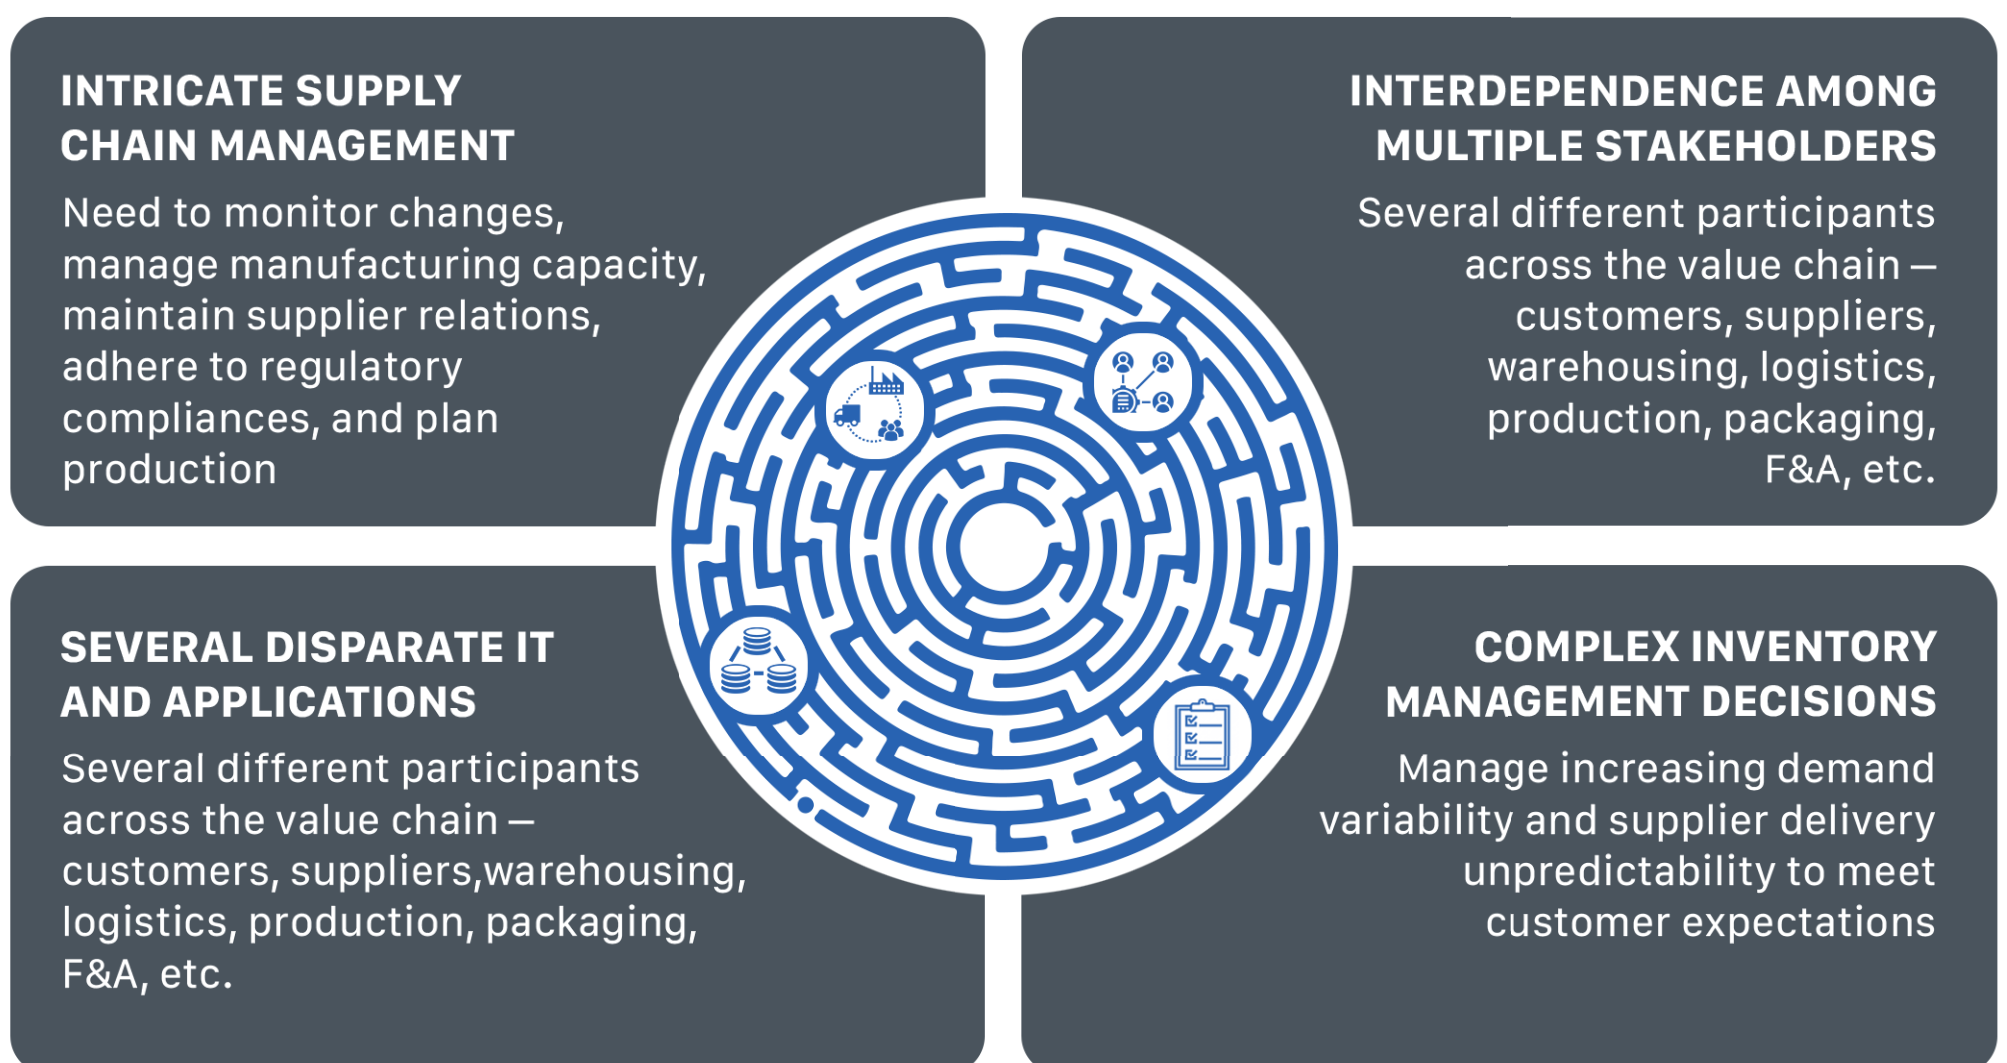 INTRICATE SUPPLY
CHAIN MANAGEMENT
Need to monitor changes,
manage manufacturing capacity,
maintain supplier relations,
adhere to regulatory
compliances, and plan
production
INTERDEPENDENCE AMONG
MULTIPLE STAKEHOLDERS
Several different participants
across the value chain –
customers, suppliers,
warehousing, logistics,
production, packaging,
F&A, etc.
SEVERAL DISPARATE IT
AND APPLICATIONS
Several different participants
across the value chain –
customers, suppliers,warehousing,
logistics, production, packaging,
F&A, etc.
COMPLEX INVENTORY
MANAGEMENT DECISIONS
Manage increasing demand
variability and supplier delivery
unpredictability to meet
customer expectations